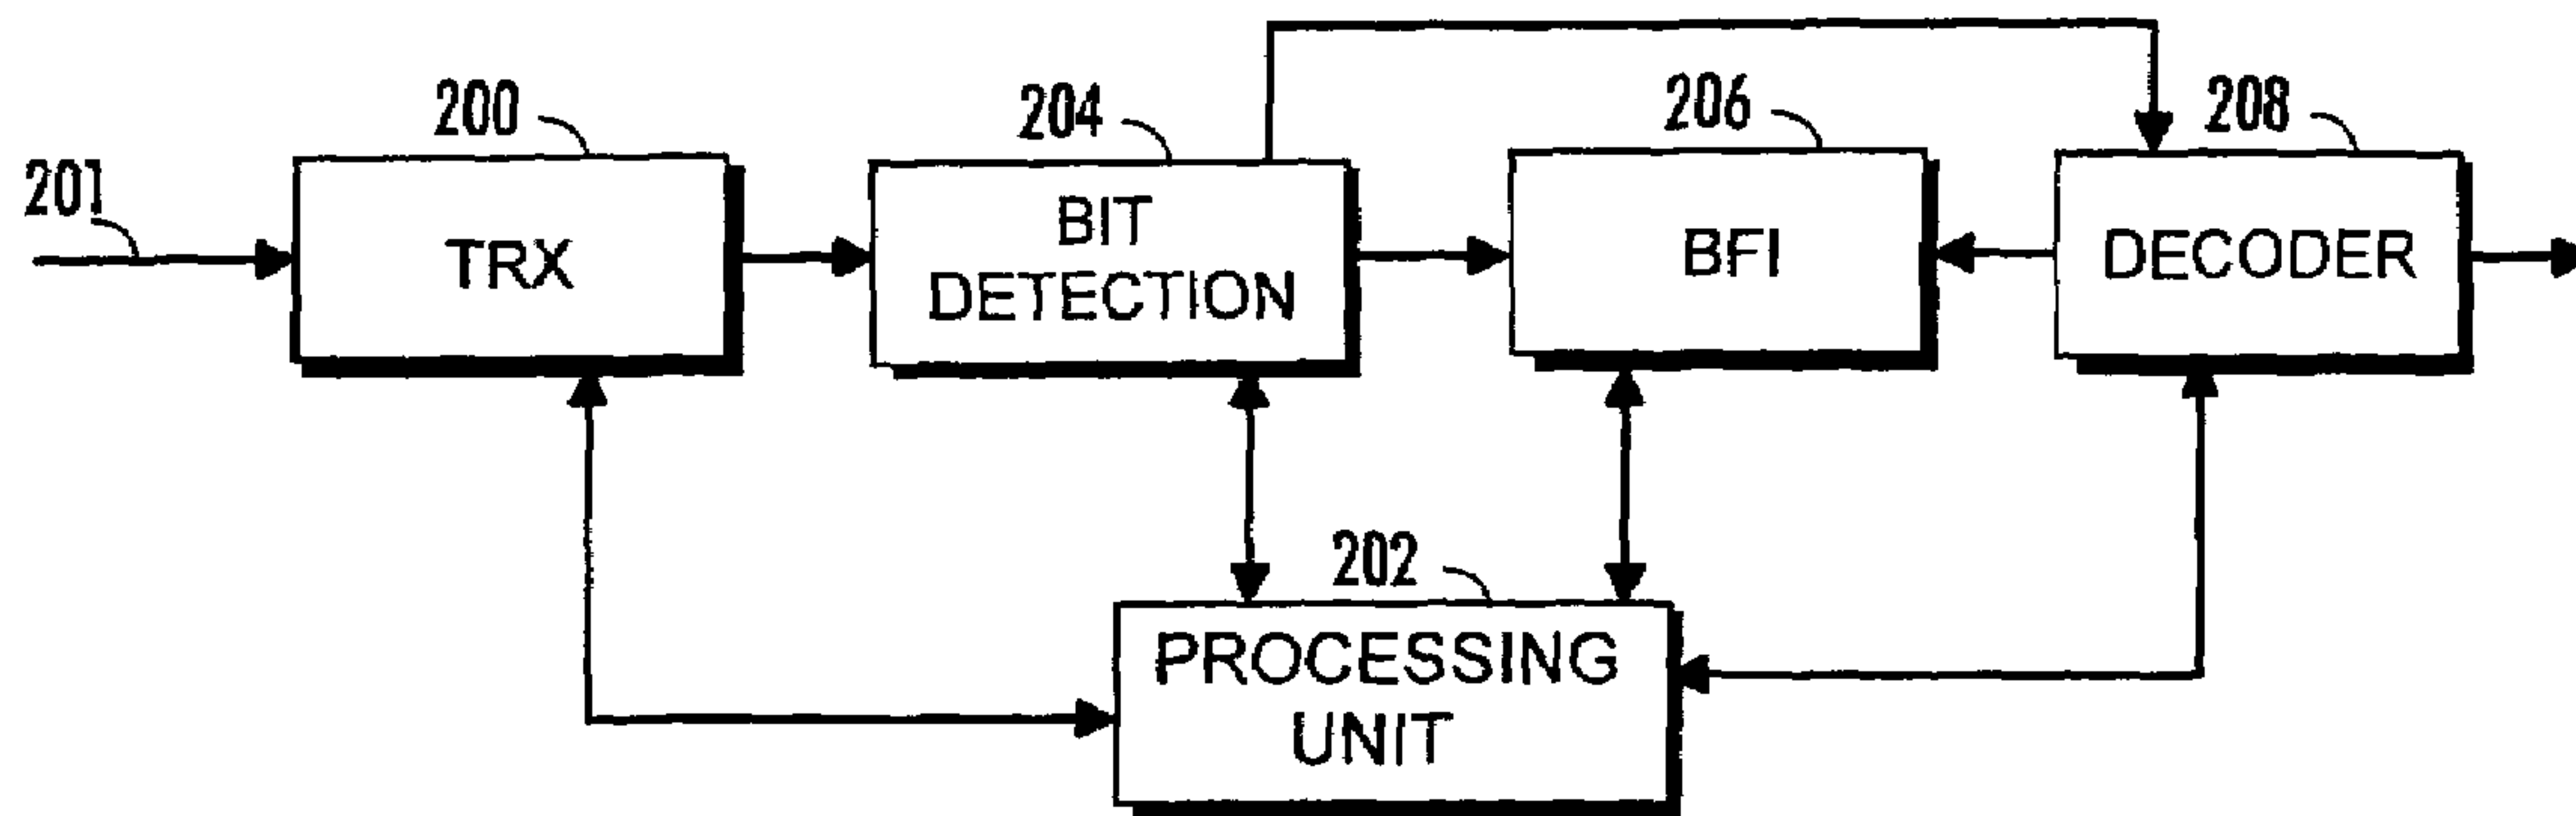 201
200
TRX
204
BIT
DETECTION
206
BFI
208
DECODER
202
PROCESSING
UNIT